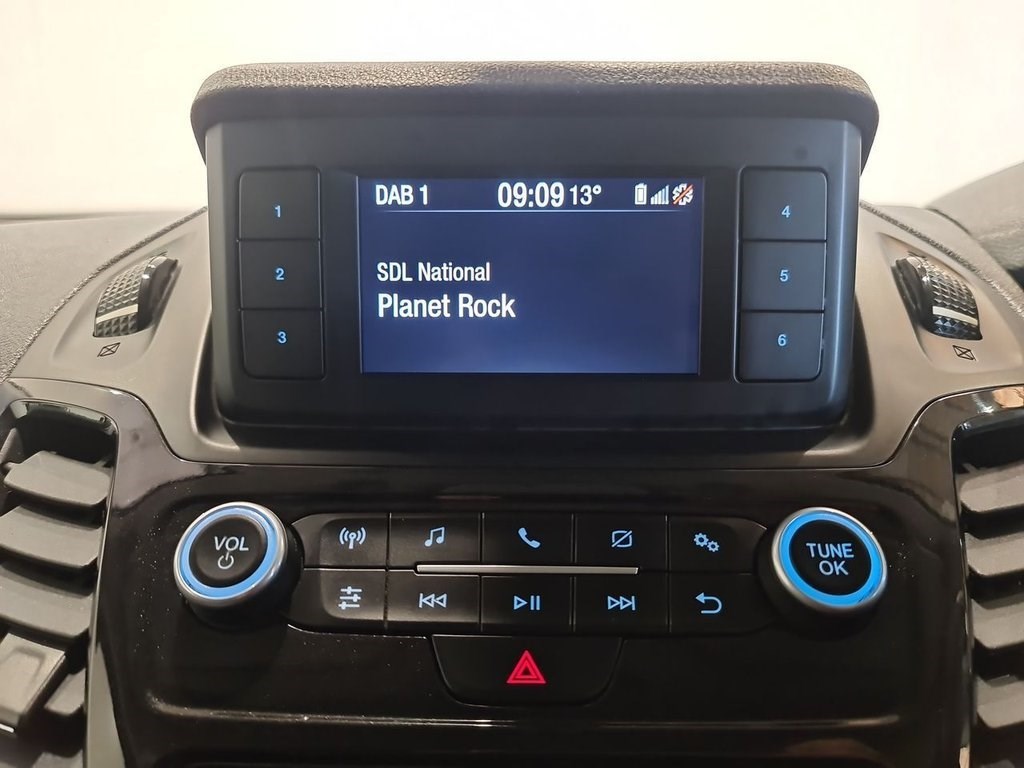 DAB 1 09:09 13°
1
2
3
SDL National
Planet Rock
4
5
6
VOL
TUNE
OK